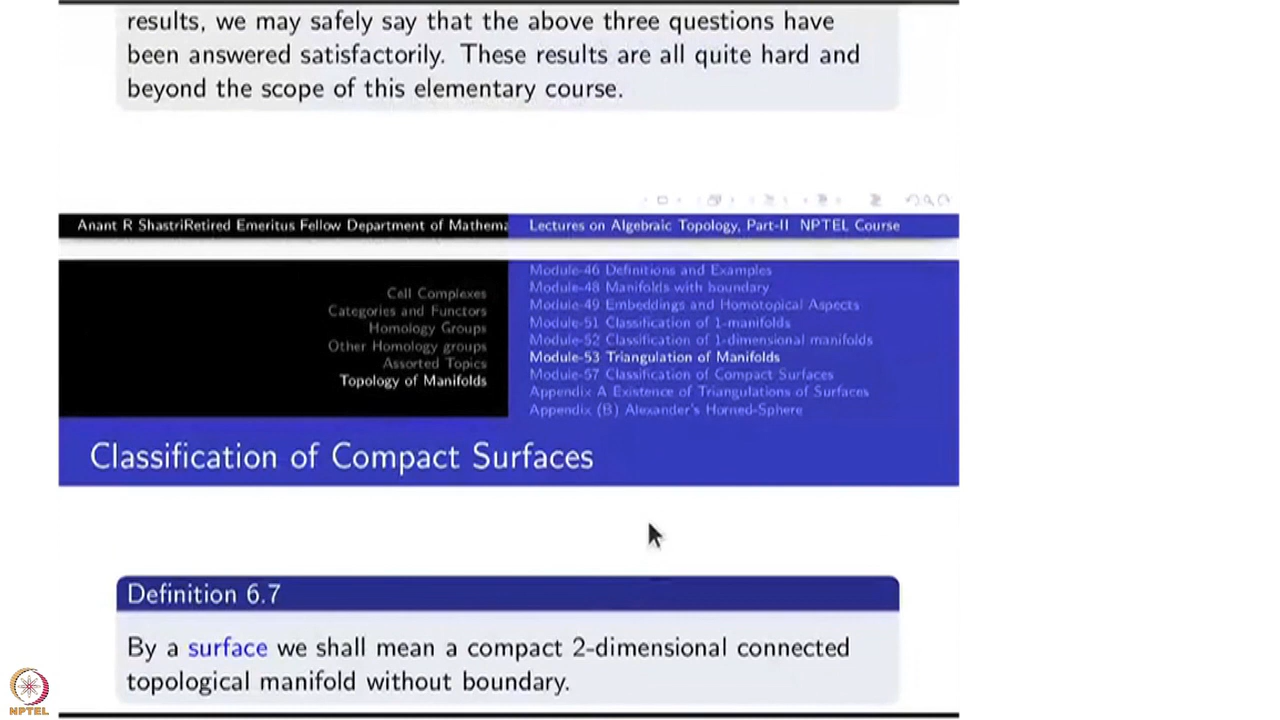 results, we may safely say that the above three questions have
been answered satisfactorily. These results are all quite hard and
beyond the scope of this elementary course.
Anant R ShastriRetired Emeritus Fellow Department of Mathema
Lectures on Algebraic Topology, Part-II NPTEL Course
Cell Complexes
Categories and Functors
Homology Groups
Other Homology groups
Assorted Topics
Topology of Manifolds
Module-46 Definitions and Examples
Module-48 Manifolds with boundary
Module-49 Embeddings and Homotopical Aspects
Module-51 Classification of 1-manifolds
Module-52 Classification of 1-dimensional manifolds
Module-53 Triangulation of Manifolds
Module-57 Classification of Compact Surfaces
Appendix A Existence of Triangulations of Surfaces
Appendix (B) Alexander's Horned-Sphere
Classification of Compact Surfaces
Definition 6.7
By a surface we shall mean a compact 2-dimensional connected
topological manifold without boundary.
NPTEL